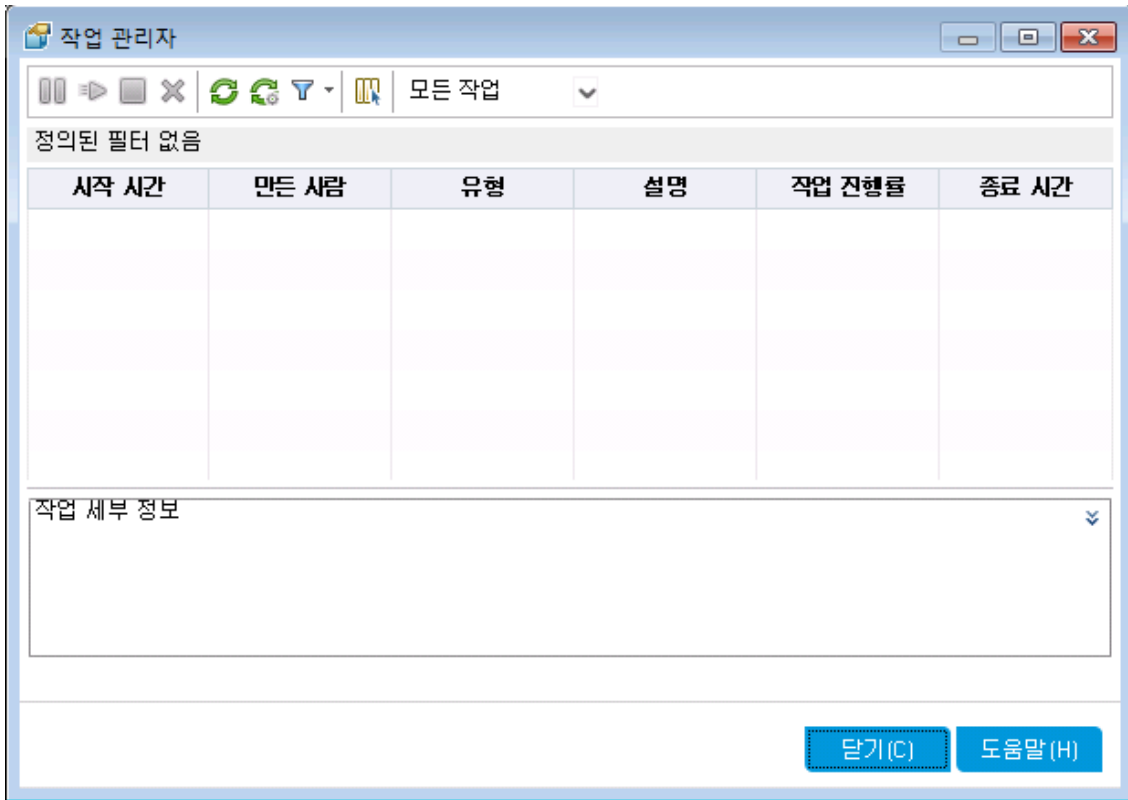 작업 관리자
모든 작업
정의된 필터 없음
시작 시간 만든 사람 유형 설명 작업 진행률 종료 시간
작업 세부 정보
닫기(C) 도움말(H)